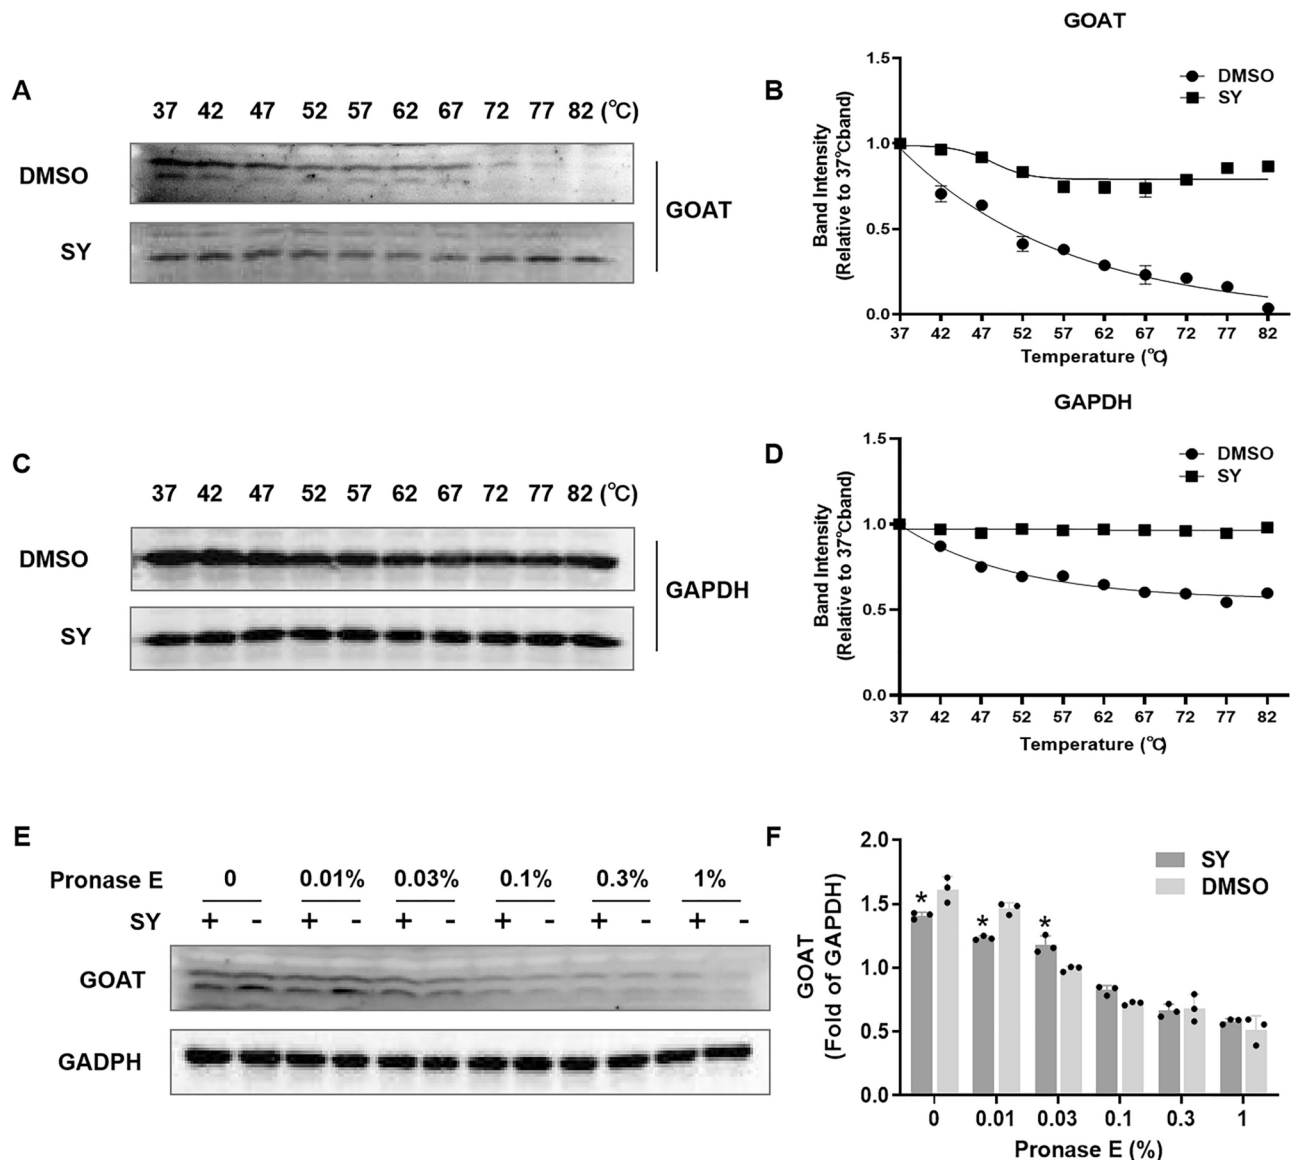 A
37 42 47 52 57 62 67 72 77 82 (°C)
DMSO
SY
GOAT
B
GOAT
DMSO
SY
Band Intensity
(Relative to 37°Cband)
1.5
1.0
0.5
0.0
37 42 47 52 57 62 67 72 77 82
Temperature (°C)
C
37 42 47 52 57 62 67 72 77 82 (°C)
DMSO
SY
GAPDH
D
GAPDH
DMSO
SY
Band Intensity
(Relative to 37°Cband)
1.5
1.0
0.5
0.0
37 42 47 52 57 62 67 72 77 82
Temperature (°C)
E
Pronase E 0 0.01% 0.03% 0.1% 0.3% 1%
SY + - + - + - + - + - + -
GOAT
GADPH
F
SY
DMSO
GOAT
(Fold of GAPDH)
2.0
1.5
1.0
0.5
0.0
* * *
0 0.01 0.03 0.1 0.3 1
Pronase E (%)